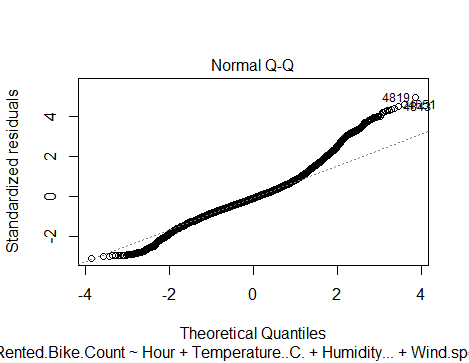 Normal Q-Q
Standardized residuals
4
2
0
-2
4819
-4
-2
0
2
4
Theoretical Quantiles
Rented.Bike.Count ~ Hour + Temperature..C. + Humidity... + Wind.sp